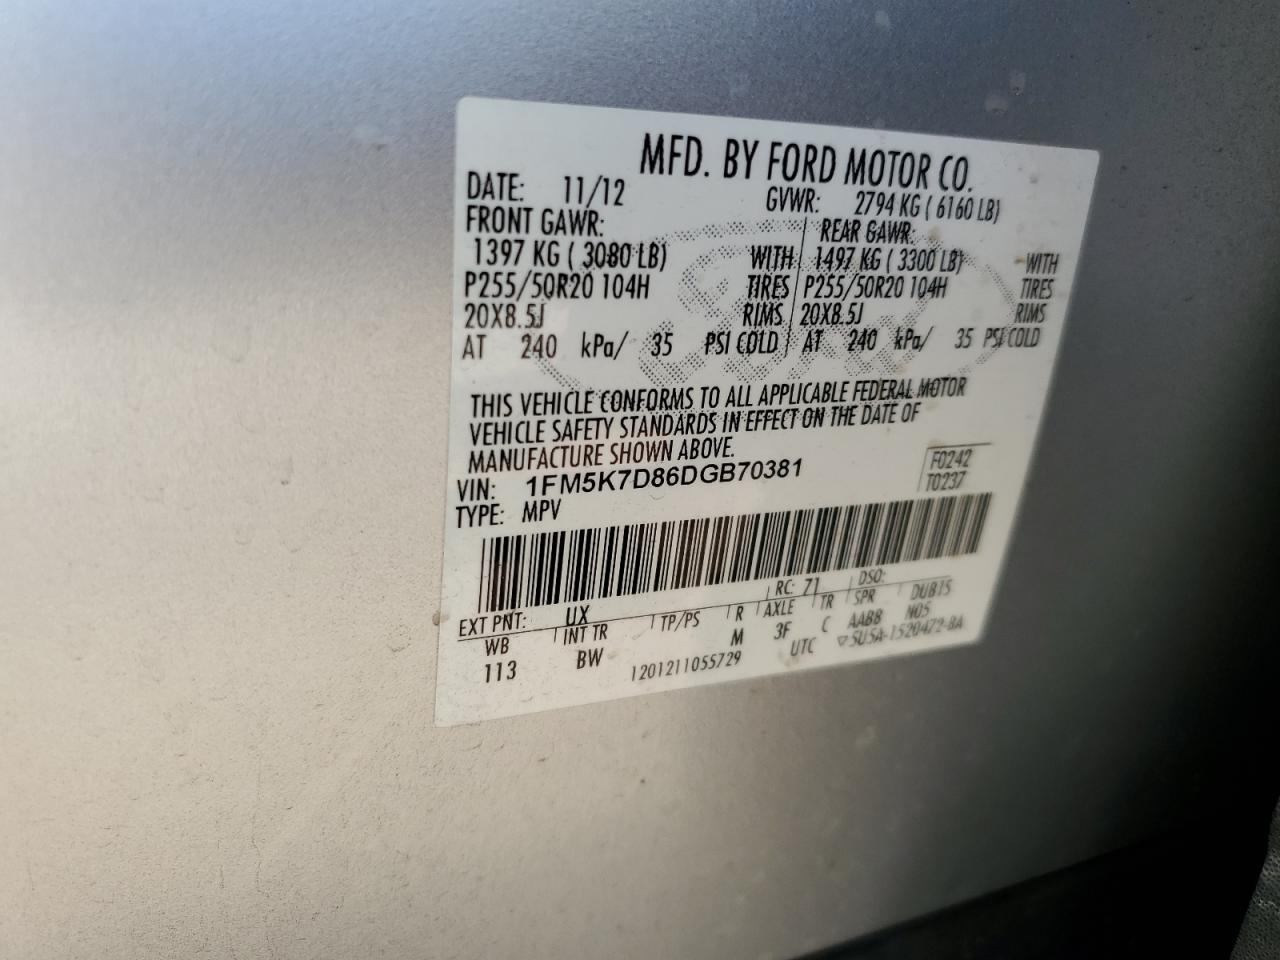 MFD. BY FORD MOTOR CO.
DATE: 11/12 GVWR: 2794 KG ( 6160 LB)
FRONT GAWR: REAR GAWR:
1397 KG ( 3080 LB) WITH 1497 KG ( 3300 LB) WITH
P255/50R20 104H TIRES P255/50R20 104H TIRES
20X8.5J RIMS 20X8.5J RIMS
AT 240 kPa/ 35 PSI COLD AT 240 kPa/ 35 PSI COLD
THIS VEHICLE CONFORMS TO ALL APPLICABLE FEDERAL MOTOR
VEHICLE SAFETY STANDARDS IN EFFECT ON THE DATE OF
MANUFACTURE SHOWN ABOVE.
VIN: 1FM5K7D86DGB70381 F0242
TYPE: MPV T0237
EXT PNT: UX RC: 71 DSO:
WB INT TR TP/PS R AXLE TR SPR DUB15
113 BW M 3F C AABB N05
1201211055729 UTC ▽5U5A-1520472-BA